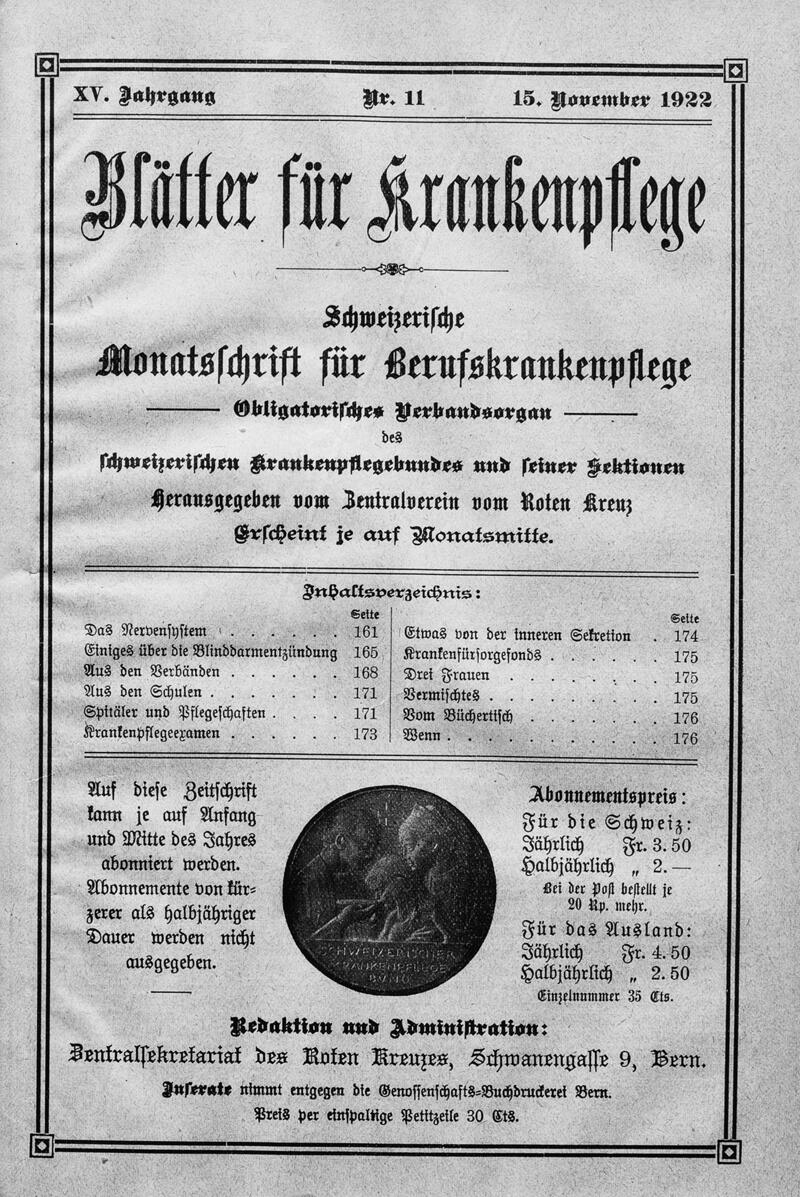 XV. Jahrgang Nr. 11 15. November 1922
Blätter für Krankenpflege
Schweizerische
Monatsschrift für Berufskrankenpflege
Obligatorisches Verbandsorgan
des
schweizerischen Krankenpflegebundes und seiner Sektionen
Herausgegeben vom Zentralverein vom Roten Kreuz
Erscheint je auf Monatsmitte.
Inhaltsverzeichnis:
Seite
Das Nervensystem . . . . . . 161
Einiges über die Blinddarmentzündung 165
Aus den Verbänden . . . . . . 168
Aus den Schulen . . . . . . . 171
Spitäler und Pflegeschaften . . . . 171
Krankenpflegeexamen . . . . . . 173
Seite
Etwas von der inneren Sekretion . 174
Krankenfürsorgefonds . . . . . . 175
Drei Frauen . . . . . . . . 175
Vermischtes . . . . . . . . . 175
Vom Büchertisch . . . . . . . 176
Wenn . . . . . . . . . . . 176
Auf diese Zeitschrift
kann je auf Anfang
und Mitte des Jahres
abonniert werden.
Abonnemente von kür-
zerer als halbjähriger
Dauer werden nicht
ausgegeben.
SCHWEIZERISCHER
KRANKENPFLEGE
BUND
Abonnementspreis:
Für die Schweiz:
Jährlich Fr. 3. 50
Halbjährlich „ 2. —
Bei der Post bestellt je
20 Rp. mehr.
Für das Ausland:
Jährlich Fr. 4. 50
Halbjährlich „ 2. 50
Einzelnummer 35 Cts.
Redaktion und Administration:
Zentralsekretariat des Roten Kreuzes, Schwanengasse 9, Bern.
Inserate nimmt entgegen die Genossenschafts-Buchdruckerei Bern.
Preis per einspaltige Petitzeile 30 Cts.